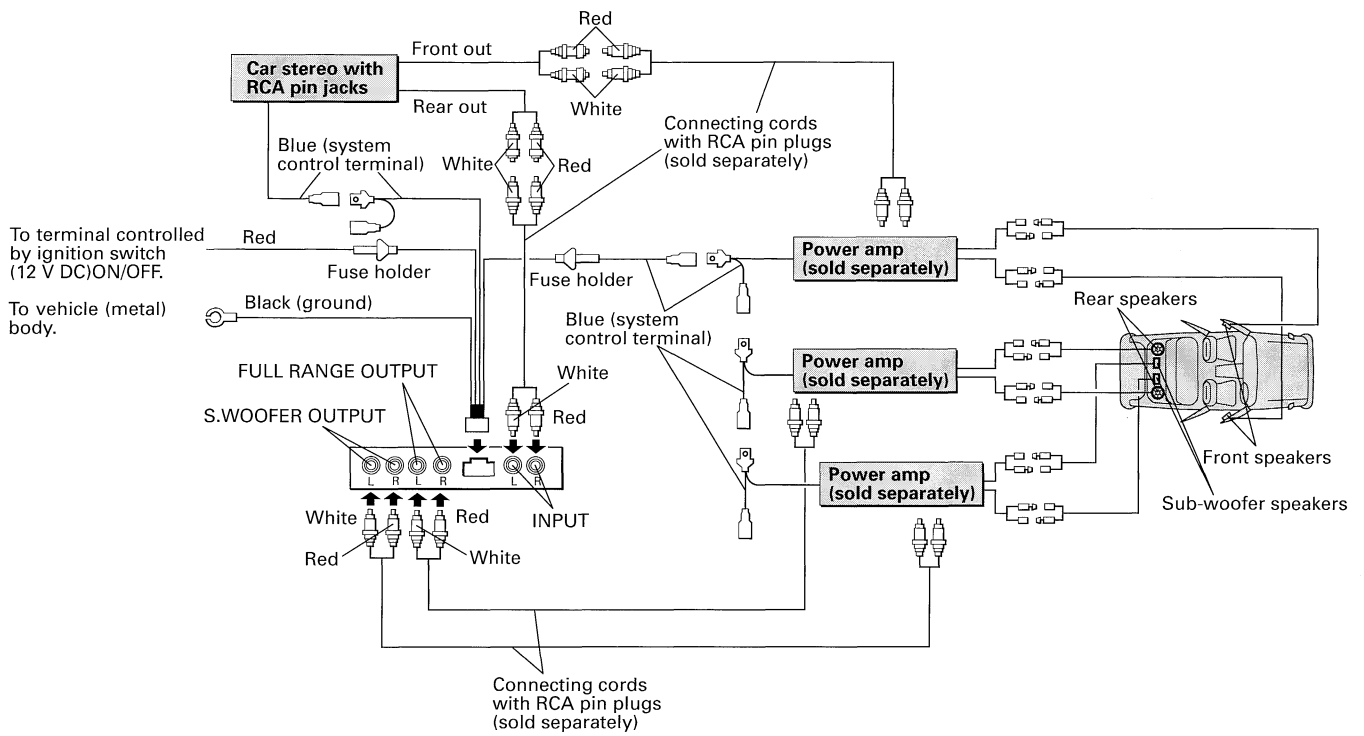 Red
Front out
Car stereo with
RCA pin jacks
White
Rear out
Connecting cords
with RCA pin plugs
(sold separately)
Blue (system
control terminal)
White
Red
To terminal controlled
by ignition switch
(12 V DC)ON/OFF.
Red
Fuse holder
Fuse holder
Power amp
(sold separately)
Rear speakers
To vehicle (metal)
body.
Black (ground)
Blue (system
control terminal)
Power amp
(sold separately)
FULL RANGE OUTPUT
White
S.WOOFER OUTPUT
Red
L R L R L R
Power amp
(sold separately)
Front speakers
Sub-woofer speakers
White
Red
INPUT
Red
White
Connecting cords
with RCA pin plugs
(sold separately)